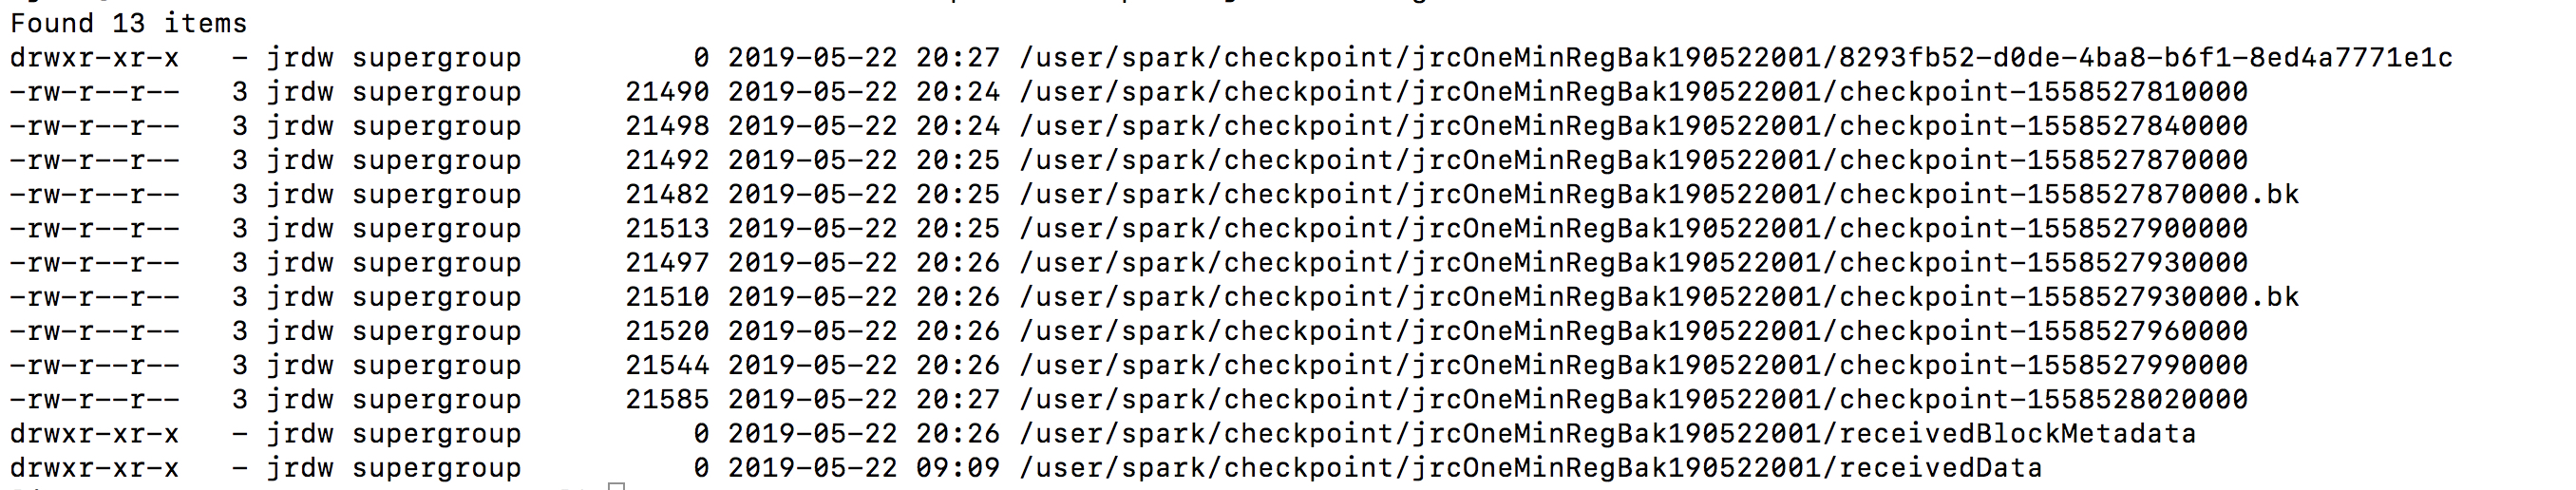 Found 13 items
drwxr-xr-x   - jrdw supergroup          0 2019-05-22 20:27 /user/spark/checkpoint/jrcOneMinRegBak190522001/8293fb52-d0de-4ba8-b6f1-8ed4a7771e1c
-rw-r--r--   3 jrdw supergroup      21490 2019-05-22 20:24 /user/spark/checkpoint/jrcOneMinRegBak190522001/checkpoint-1558527810000
-rw-r--r--   3 jrdw supergroup      21498 2019-05-22 20:24 /user/spark/checkpoint/jrcOneMinRegBak190522001/checkpoint-1558527840000
-rw-r--r--   3 jrdw supergroup      21492 2019-05-22 20:25 /user/spark/checkpoint/jrcOneMinRegBak190522001/checkpoint-1558527870000
-rw-r--r--   3 jrdw supergroup      21482 2019-05-22 20:25 /user/spark/checkpoint/jrcOneMinRegBak190522001/checkpoint-1558527870000.bk
-rw-r--r--   3 jrdw supergroup      21513 2019-05-22 20:25 /user/spark/checkpoint/jrcOneMinRegBak190522001/checkpoint-1558527900000
-rw-r--r--   3 jrdw supergroup      21497 2019-05-22 20:26 /user/spark/checkpoint/jrcOneMinRegBak190522001/checkpoint-1558527930000
-rw-r--r--   3 jrdw supergroup      21510 2019-05-22 20:26 /user/spark/checkpoint/jrcOneMinRegBak190522001/checkpoint-1558527930000.bk
-rw-r--r--   3 jrdw supergroup      21520 2019-05-22 20:26 /user/spark/checkpoint/jrcOneMinRegBak190522001/checkpoint-1558527960000
-rw-r--r--   3 jrdw supergroup      21544 2019-05-22 20:26 /user/spark/checkpoint/jrcOneMinRegBak190522001/checkpoint-1558527990000
-rw-r--r--   3 jrdw supergroup      21585 2019-05-22 20:27 /user/spark/checkpoint/jrcOneMinRegBak190522001/checkpoint-1558528020000
drwxr-xr-x   - jrdw supergroup          0 2019-05-22 20:26 /user/spark/checkpoint/jrcOneMinRegBak190522001/receivedBlockMetadata
drwxr-xr-x   - jrdw supergroup          0 2019-05-22 09:09 /user/spark/checkpoint/jrcOneMinRegBak190522001/receivedData